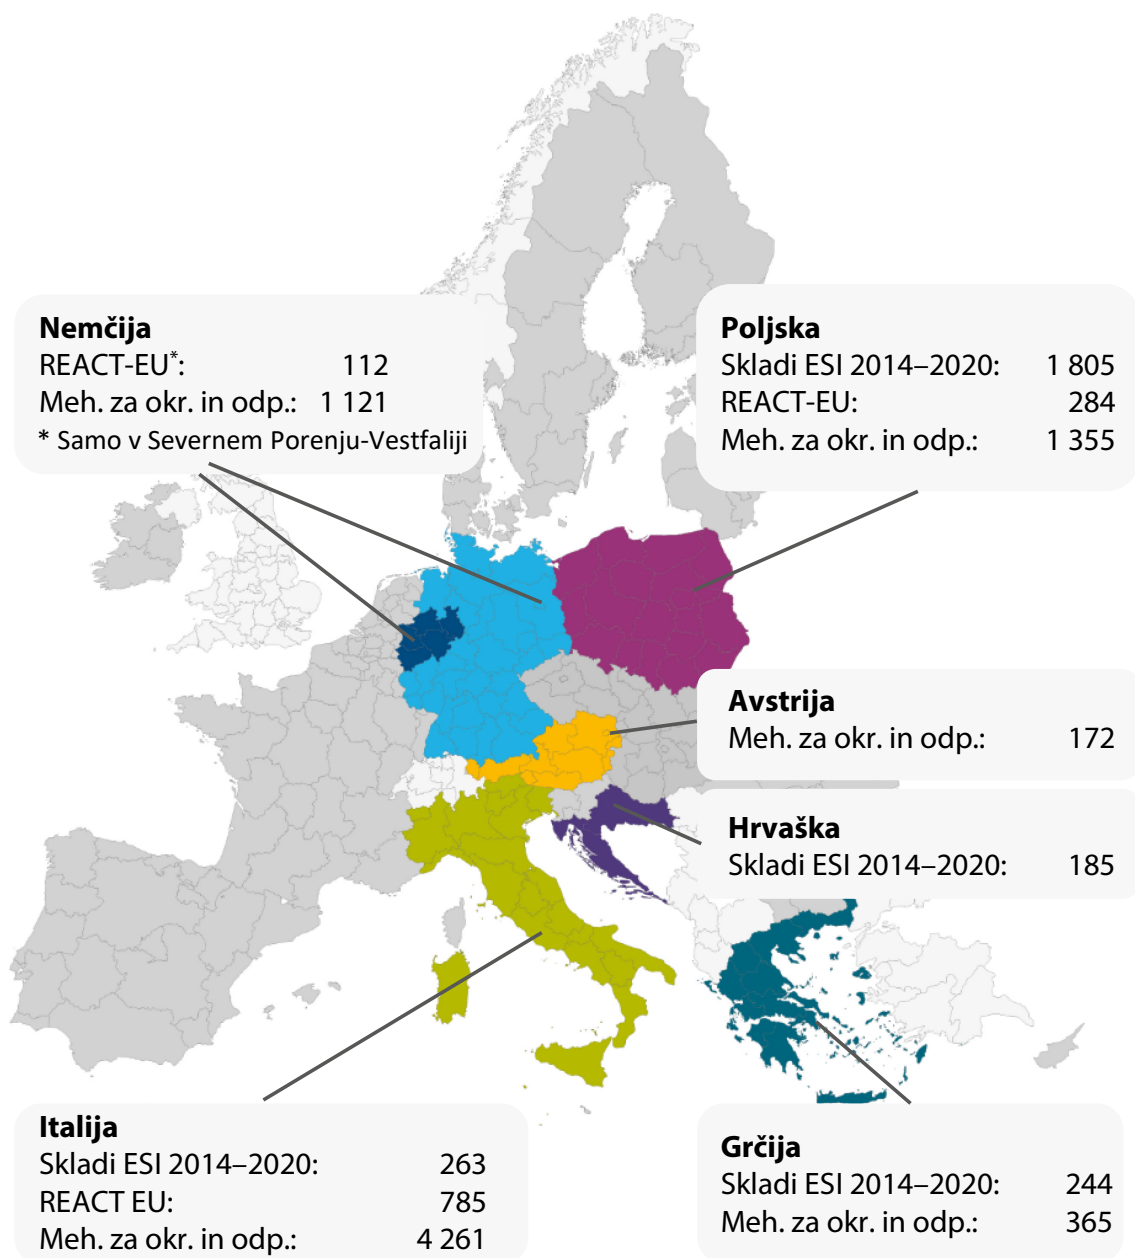 Nemčija
REACT-EU*: 112
Meh. za okr. in odp.: 1 121
* Samo v Severnem Porenju-Vestfaliji
Poljska
Skladi ESI 2014–2020: 1 805
REACT-EU: 284
Meh. za okr. in odp.: 1 355
Avstrija
Meh. za okr. in odp.: 172
Hrvaška
Skladi ESI 2014–2020: 185
Italija
Skladi ESI 2014–2020: 263
REACT EU: 785
Meh. za okr. in odp.: 4 261
Grčija
Skladi ESI 2014–2020: 244
Meh. za okr. in odp.: 365